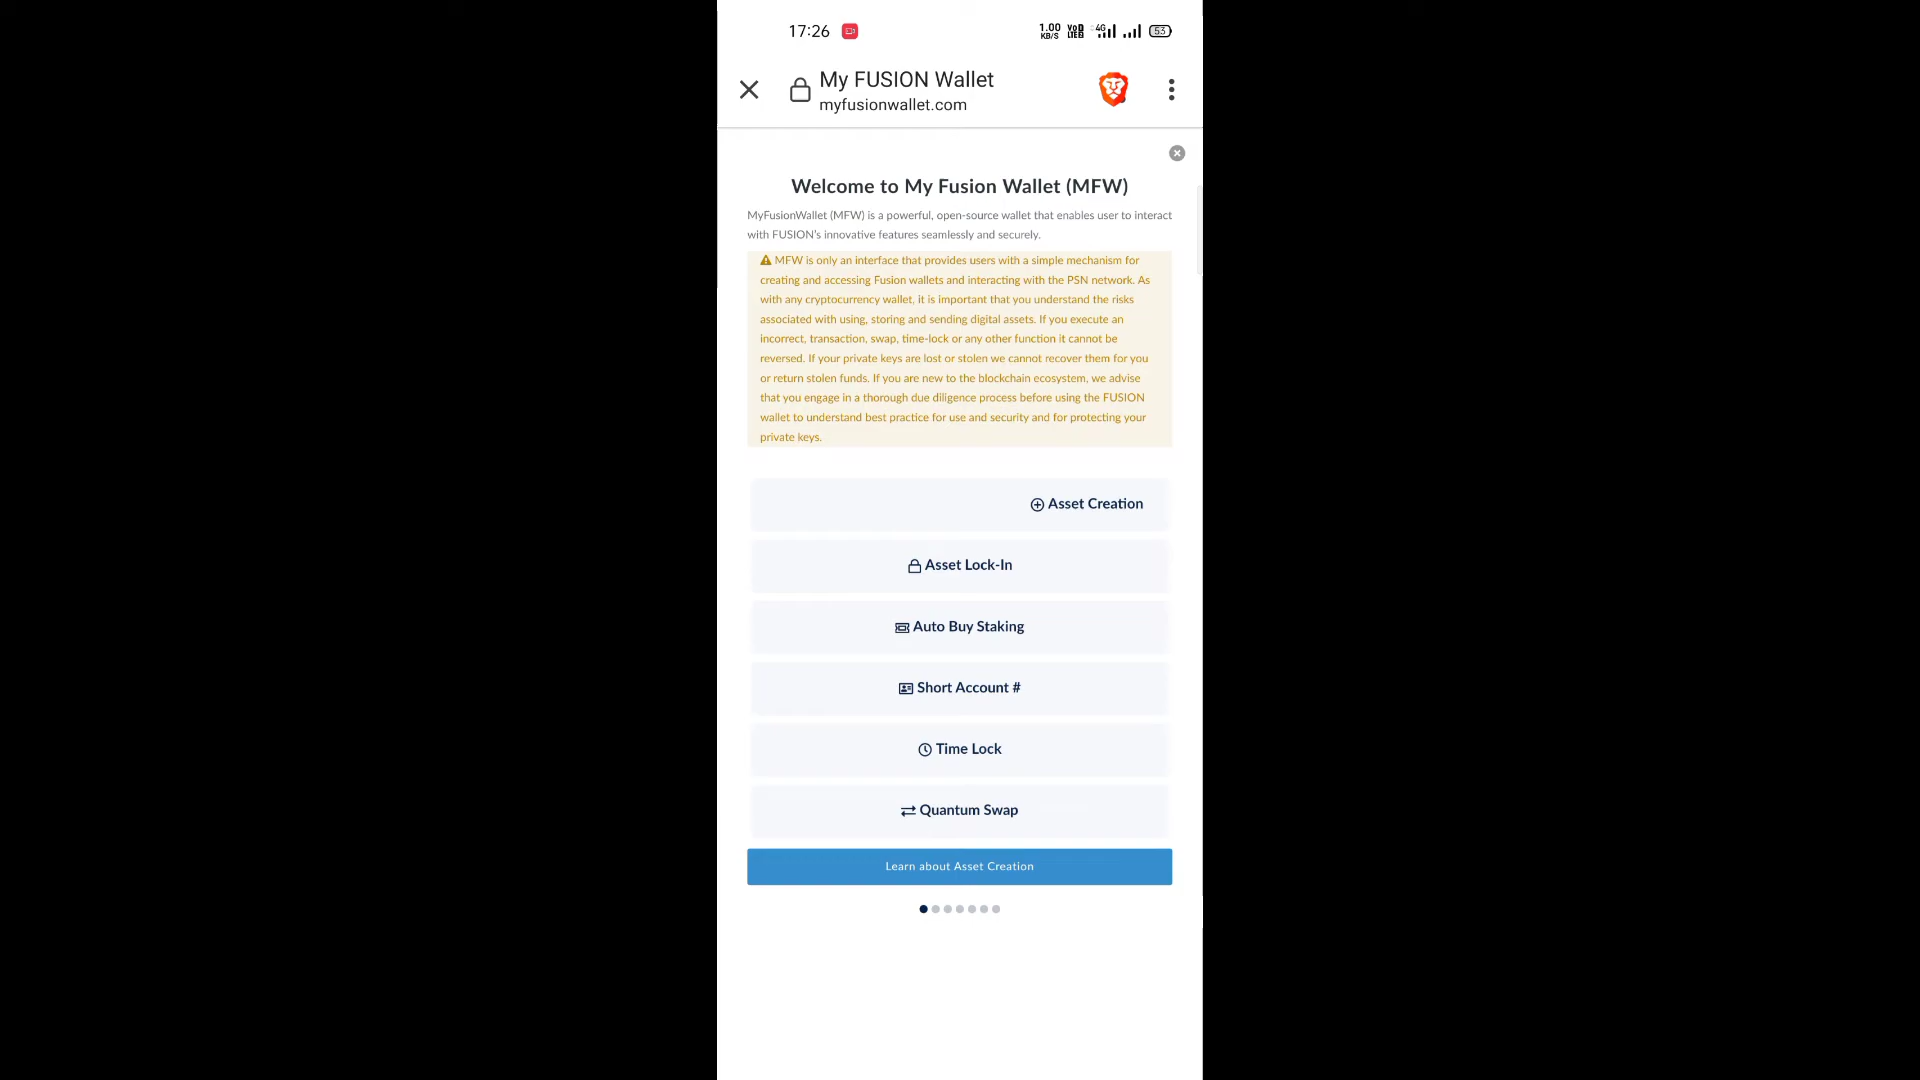 17:26
1.00 KB/S VoD LTE2 4G 53
My FUSION Wallet
myfusionwallet.com
Welcome to My Fusion Wallet (MFW)
MyFusionWallet (MFW) is a powerful, open-source wallet that enables user to interact
with FUSION's innovative features seamlessly and securely.
MFW is only an interface that provides users with a simple mechanism for
creating and accessing Fusion wallets and interacting with the PSN network. As
with any cryptocurrency wallet, it is important that you understand the risks
associated with using, storing and sending digital assets. If you execute an
incorrect, transaction, swap, time-lock or any other function it cannot be
reversed. If your private keys are lost or stolen we cannot recover them for you
or return stolen funds. If you are new to the blockchain ecosystem, we advise
that you engage in a thorough due diligence process before using the FUSION
wallet to understand best practice for use and security and for protecting your
private keys.
Asset Creation
Asset Lock-In
Auto Buy Staking
Short Account #
Time Lock
Quantum Swap
Learn about Asset Creation